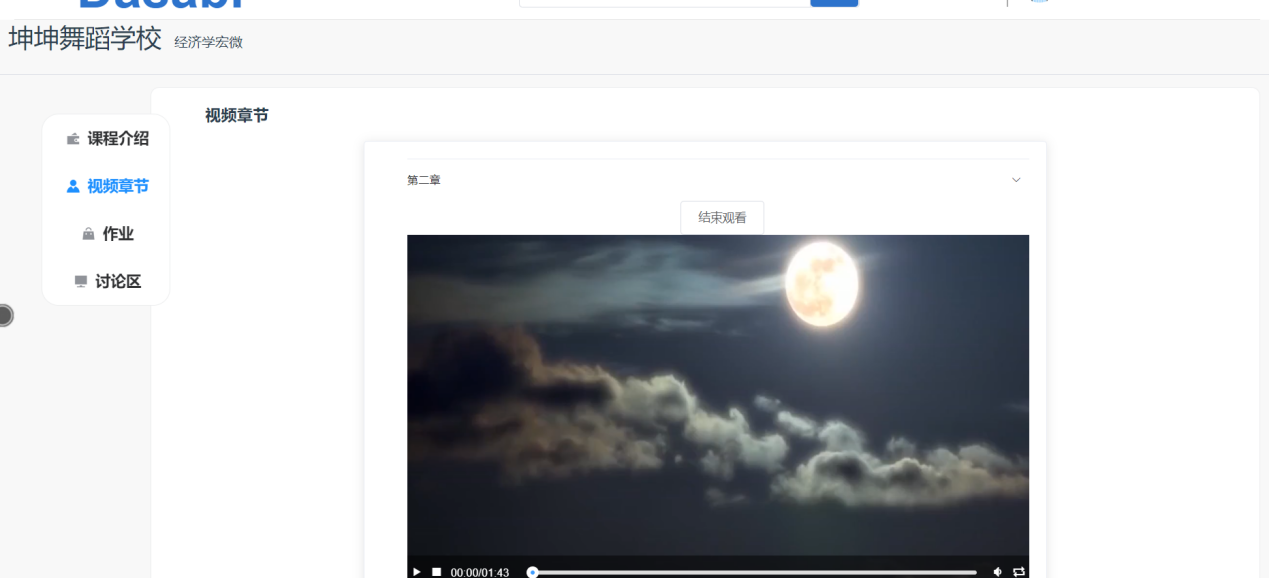 坤坤舞蹈学校 经济学宏微
视频章节
课程介绍
视频章节
作业
讨论区
第二章
结束观看
00:00/01:43